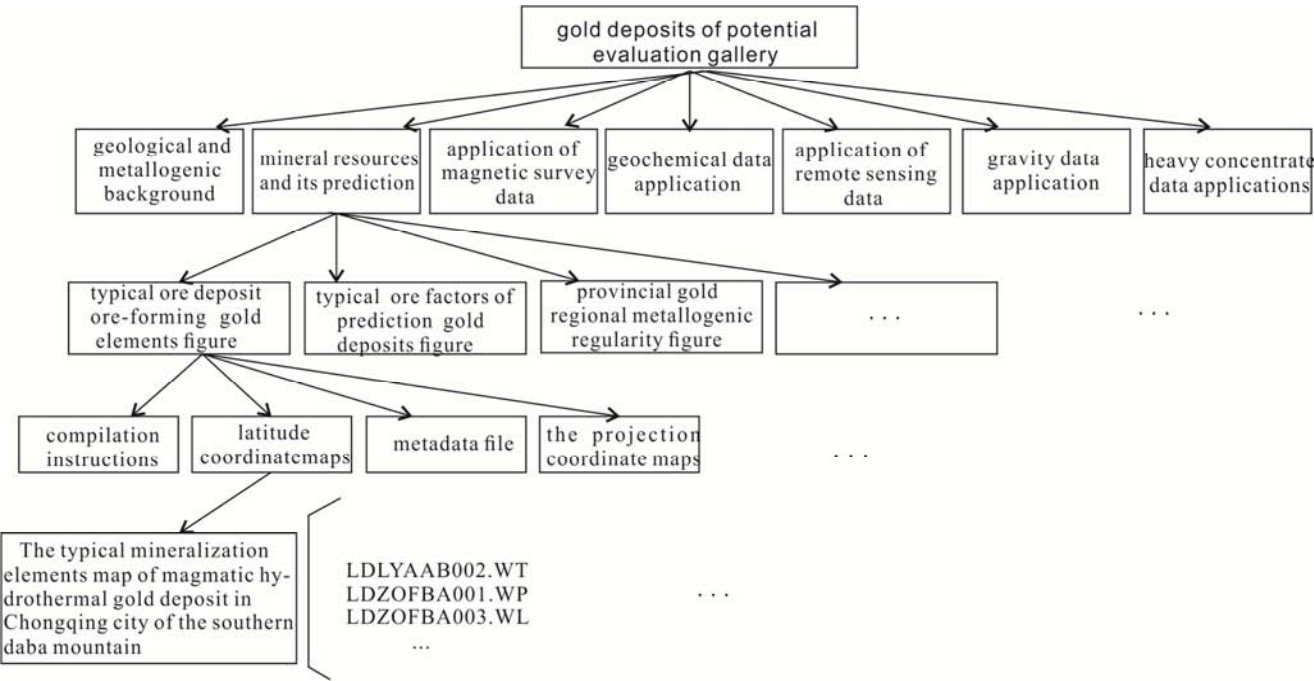 gold deposits of potential
evaluation gallery
geological and
metallogenic
background
mineral resources
and its prediction
application of
magnetic survey
data
geochemical data
application
application of
remote sensing
data
gravity data
application
heavy concentrate
data applications
typical ore deposit
ore-forming gold
elements figure
typical ore factors of
prediction gold
deposits figure
provincial gold
regional metallogenic
regularity figure
...
...
compilation
instructions
latitude
coordinatemaps
metadata file
the projection
coordinate maps
...
The typical mineralization
elements map of magmatic hy-
drothermal gold deposit in
Chongqing city of the southern
daba mountain
LDLYAAB002.WT
LDZOFBA001.WP
LDZOFBA003.WL
...
...